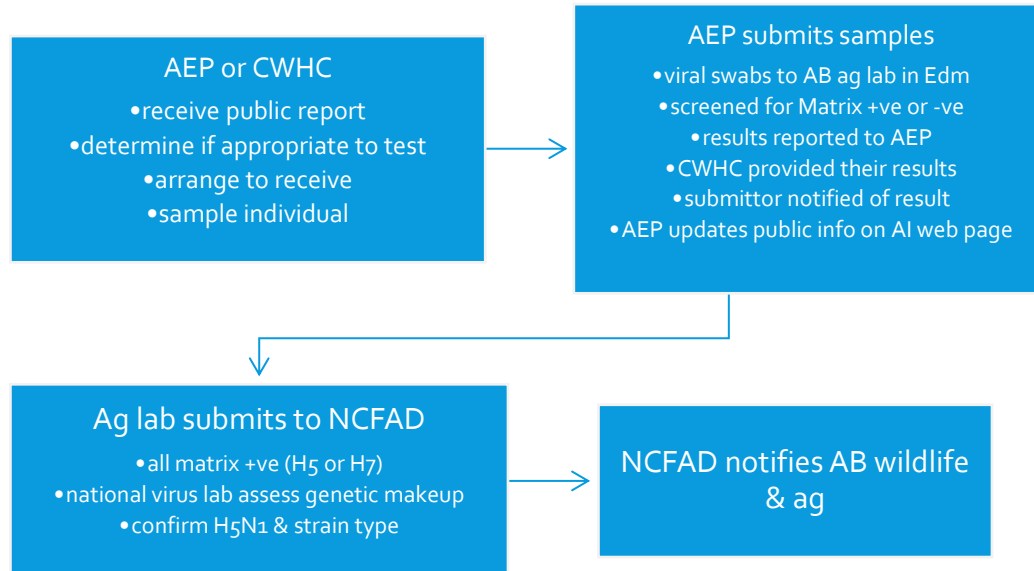 AEP or CWHC
•receive public report
•determine if appropriate to test
•arrange to receive
•sample individual
AEP submits samples
•viral swabs to AB ag lab in Edm
•screened for Matrix +ve or -ve
•results reported to AEP
•CWHC provided their results
•submittor notified of result
•AEP updates public info on AI web page
Ag lab submits to NCFAD
•all matrix +ve (H5 or H7)
•national virus lab assess genetic makeup
•confirm H5N1 & strain type
NCFAD notifies AB wildlife
& ag